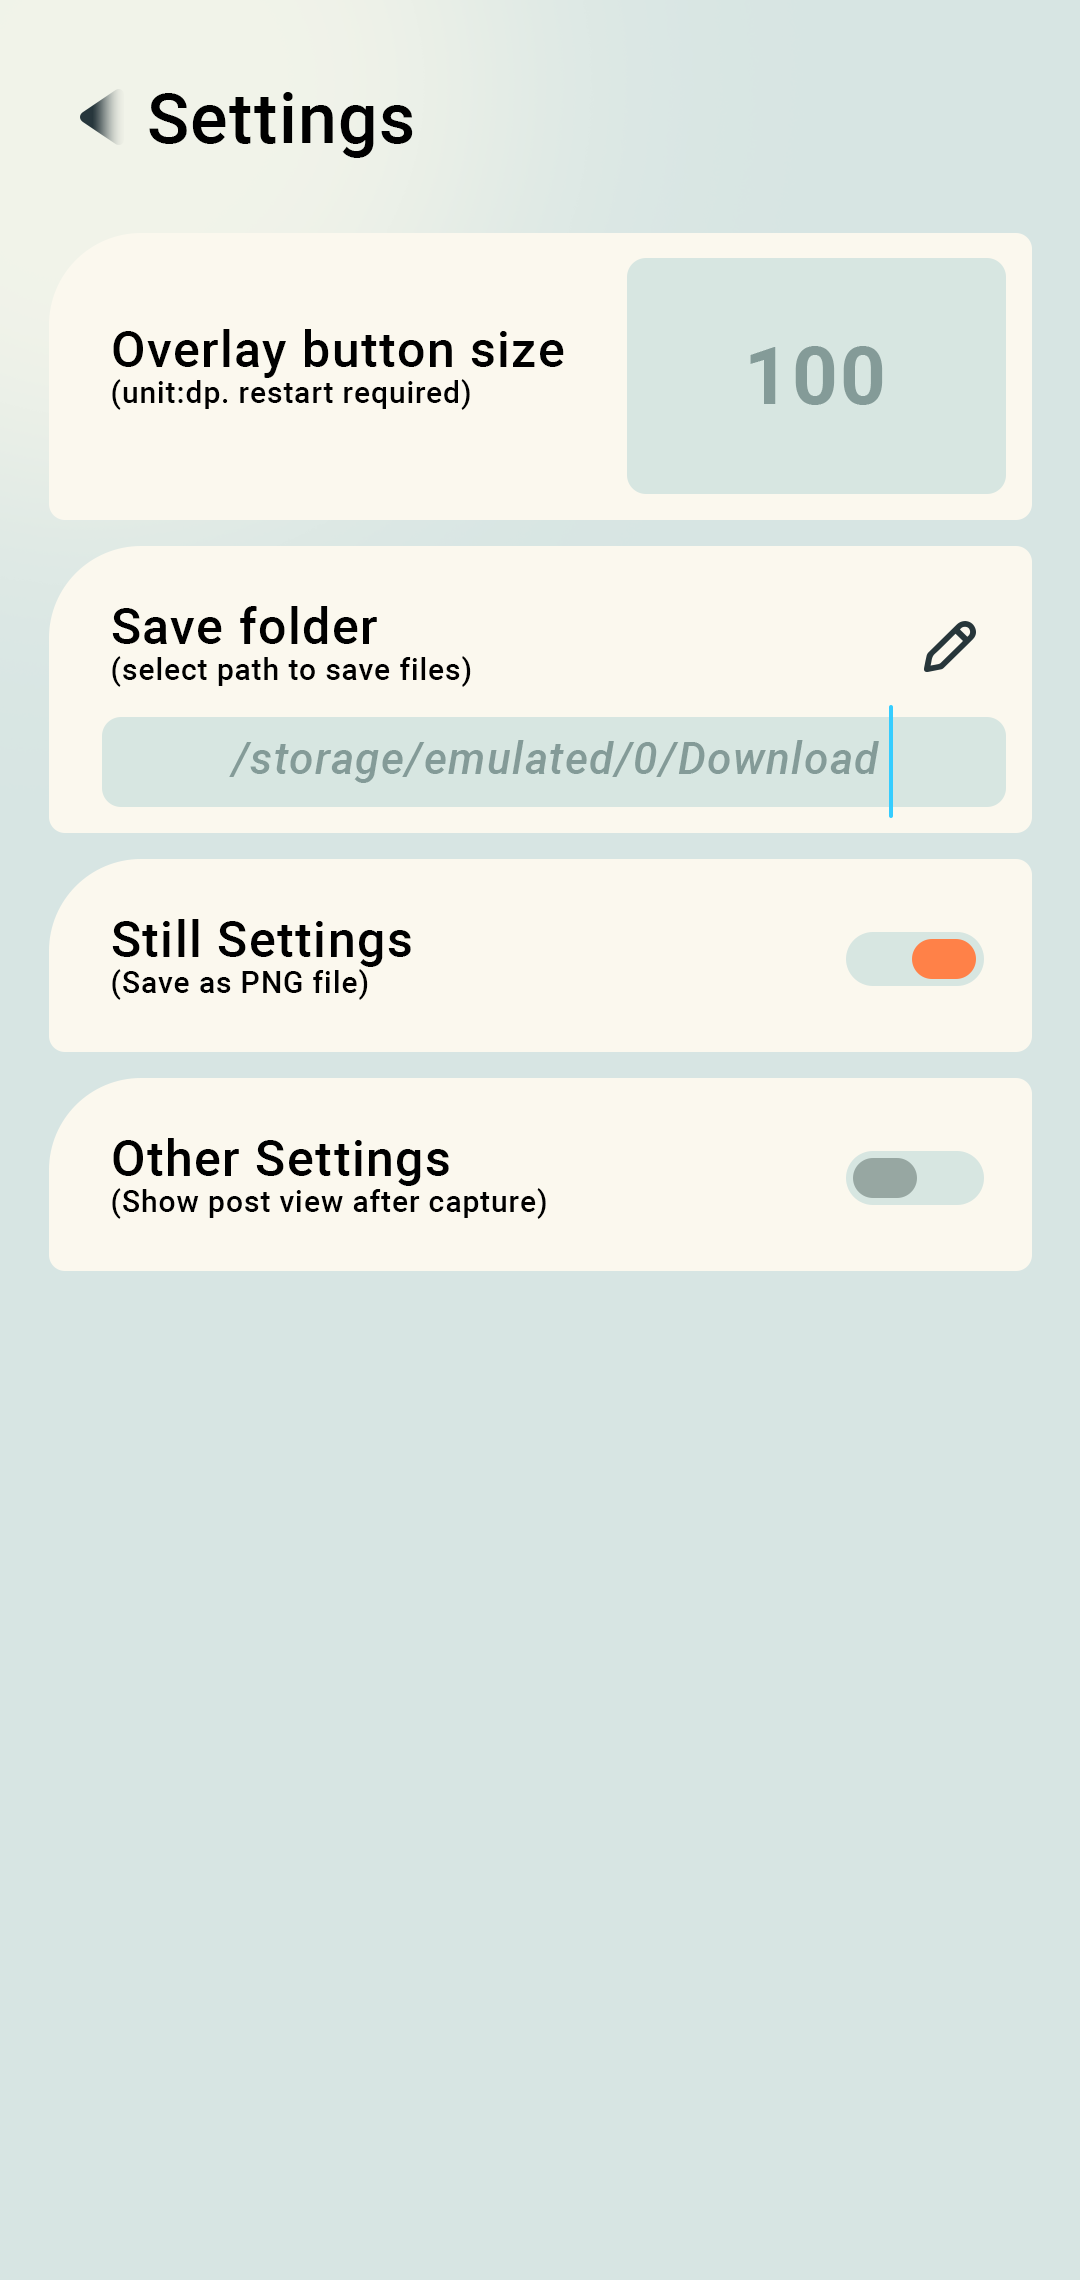 Settings
Overlay button size
(unit:dp. restart required)
100
Save folder
(select path to save files)
/storage/emulated/0/Download
Still Settings
(Save as PNG file)
Other Settings
(Show post view after capture)